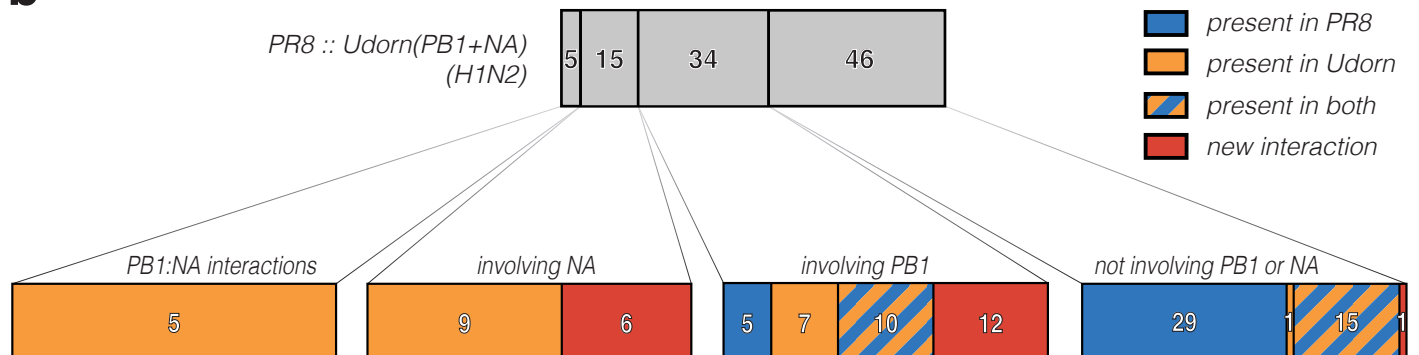 b
PR8 :: Udorn(PB1+NA)
(H1N2)
5 15 34 46
present in PR8
present in Udorn
present in both
new interaction
PB1:NA interactions
involving NA
involving PB1
not involving PB1 or NA
5
9 6
5 7 10 12
29 1 15 1